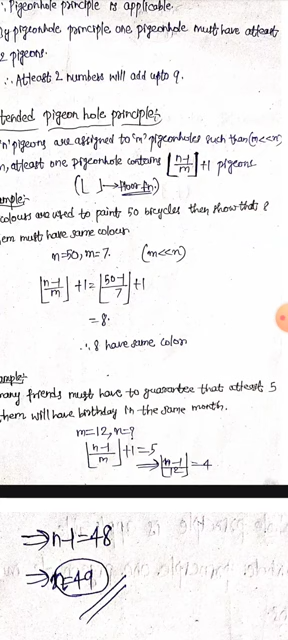 ∴ Pigeonhole principle is applicable.
By pigeonhole principle one pigeonhole must have atleast
2 pigeons.
∴ Atleast 2 numbers will add upto 9.
tended pigeon hole principle:-
'n' pigeons are assigned to 'm' pigeonholes such than (m<<n)
n, atleast one pigeonhole contains ⌊n-1/m⌋+1 pigeons
(⌊ ⌋→floor fn.)
ample:-
colours are used to paint 50 bicycles then show that 8
em must have same colour.
n=50, m=7. (m<<n)
⌊n-1/m⌋+1 = ⌊50-1/7⌋+1
= 8.
∴ 8 have same color
ample:-
many friends must have to guarantee that atleast 5
them will have birthday in the same month.
m=12, n=?
⌊n-1/m⌋+1=5
⇒⌊n-1/12⌋=4
⇒n-1=48
⇒n=49